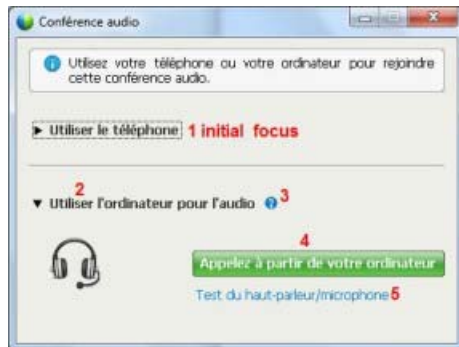 Conférence audio
Utilisez votre téléphone ou votre ordinateur pour rejoindre
cette conférence audio.
Utiliser le téléphone 1 initial focus
2
Utiliser l'ordinateur pour l'audio ? 3
4
Appelez à partir de votre ordinateur
Test du haut-parleur/microphone 5